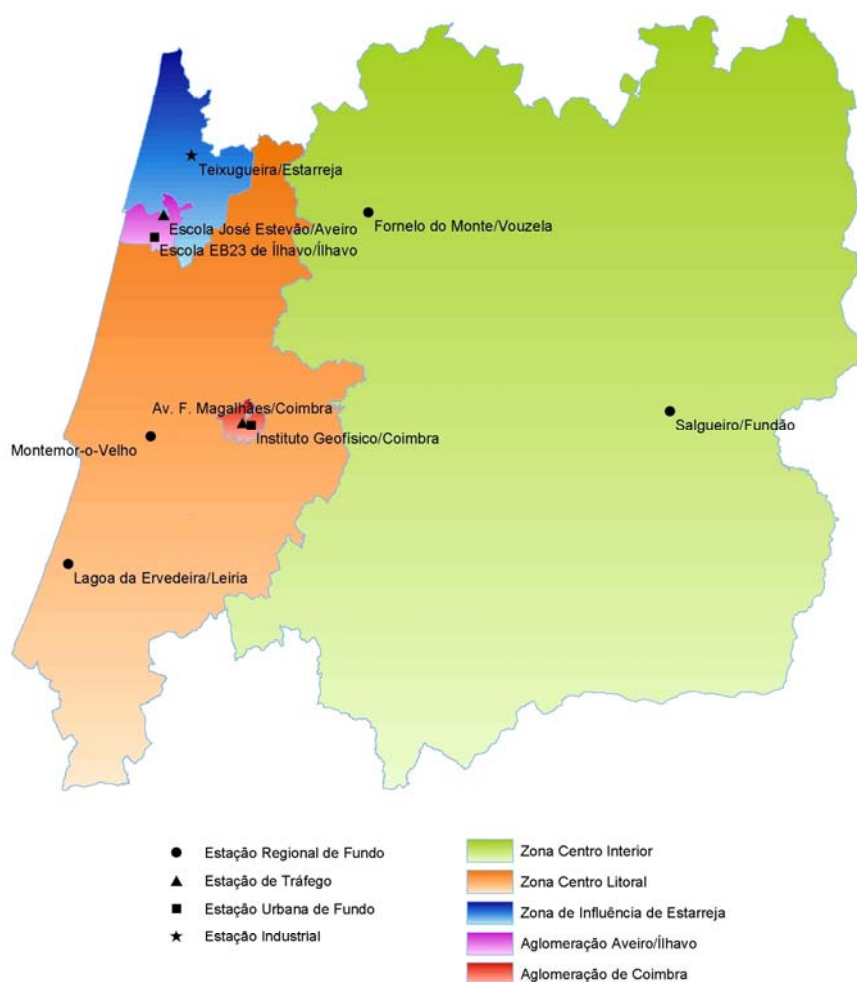 Teixugueira/Estarreja
Escola José Estevão/Aveiro
Fornelo do Monte/Vouzela
Escola EB23 de Ílhavo/Ílhavo
Av. F. Magalhães/Coimbra
Salgueiro/Fundão
Instituto Geofísico/Coimbra
Montemor-o-Velho
Lagoa da Ervedeira/Leiria
Estação Regional de Fundo
Estação de Tráfego
Estação Urbana de Fundo
Estação Industrial
Zona Centro Interior
Zona Centro Litoral
Zona de Influência de Estarreja
Aglomeração Aveiro/Ílhavo
Aglomeração de Coimbra